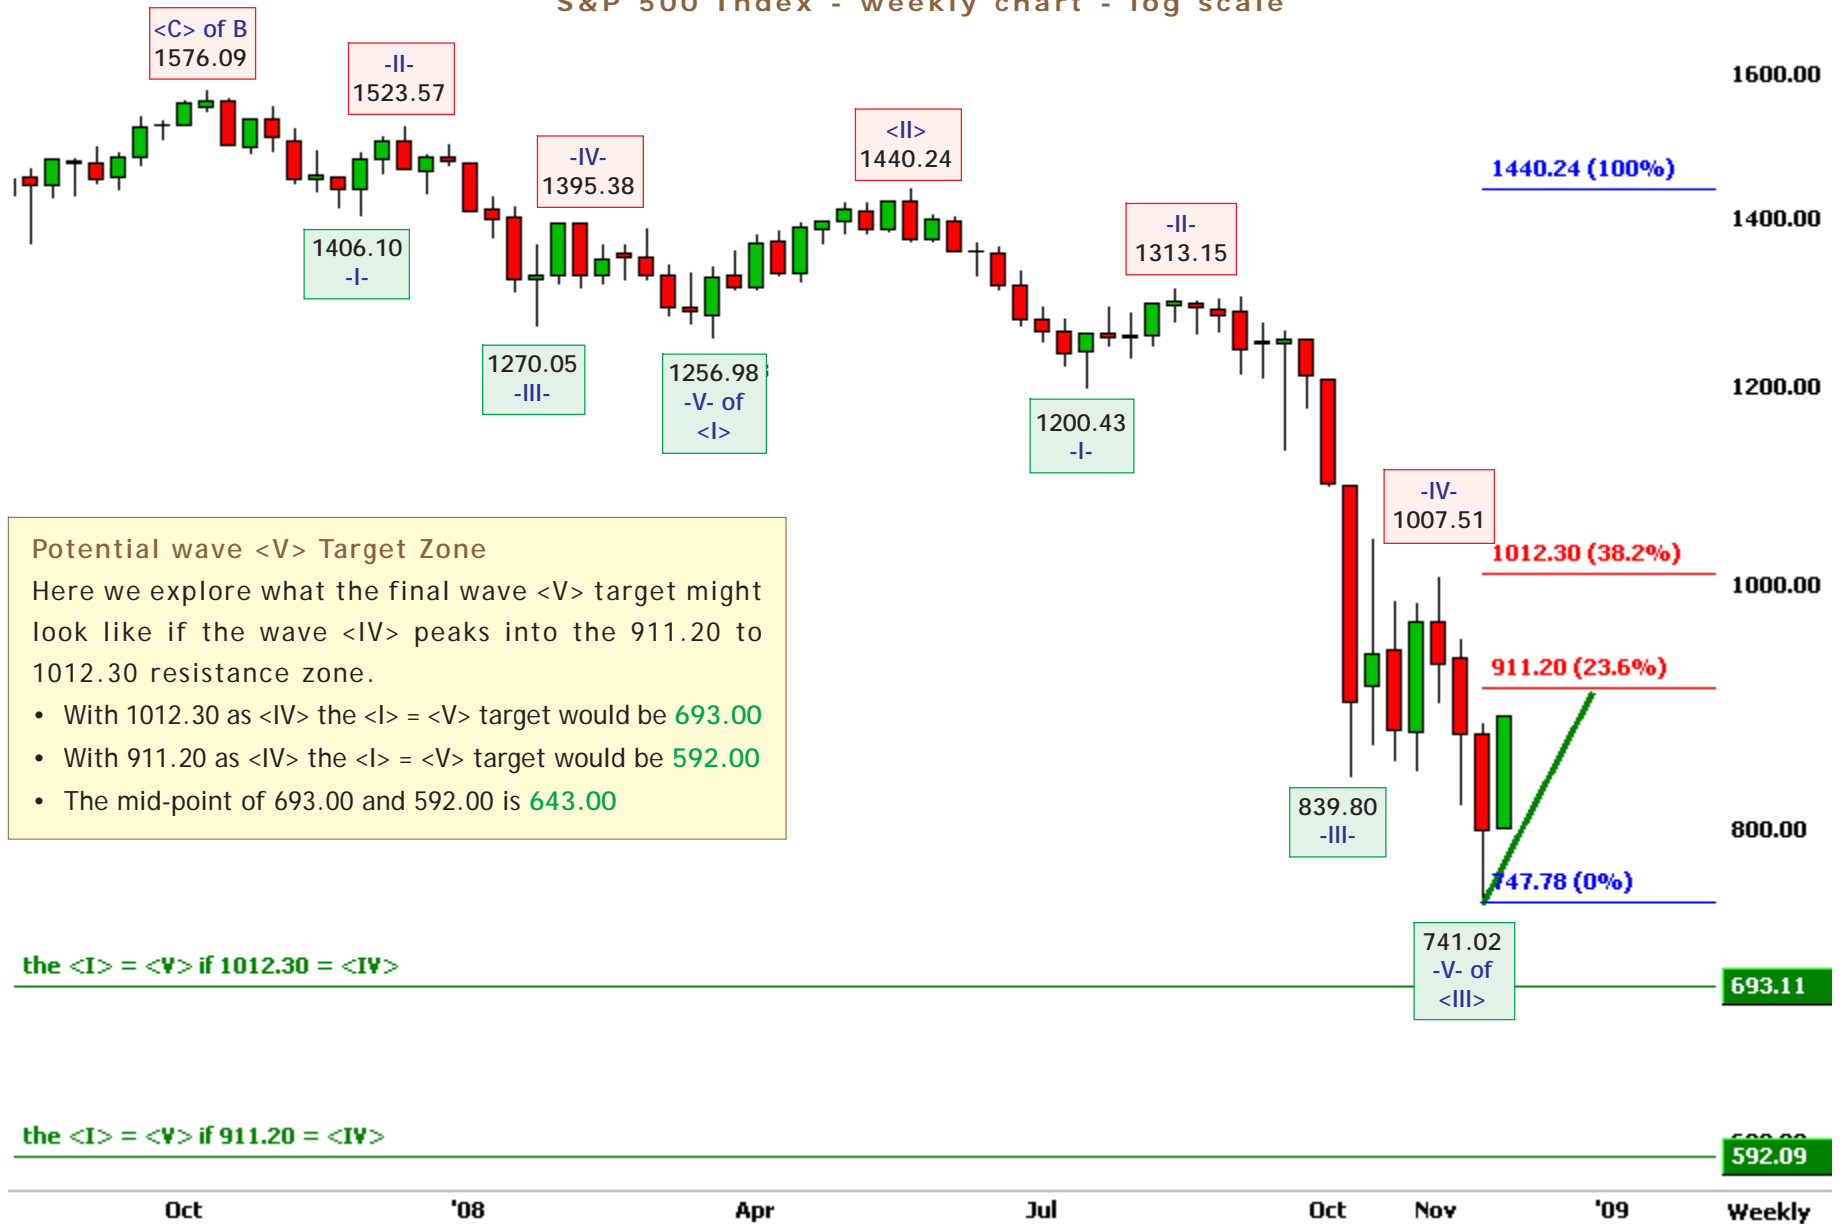 S&P 500 Index - weekly chart - log scale
<C> of B
1576.09
-II-
1523.57
-IV-
1395.38
<II>
1440.24
-II-
1313.15
1406.10
-I-
1270.05
-III-
1256.98
-V- of
<I>
1200.43
-I-
-IV-
1007.51
839.80
-III-
741.02
-V- of
<III>
1440.24 (100%)
1012.30 (38.2%)
911.20 (23.6%)
747.78 (0%)
1600.00
1400.00
1200.00
1000.00
800.00
693.11
592.09
Potential wave <V> Target Zone
Here we explore what the final wave <V> target might
look like if the wave <IV> peaks into the 911.20 to
1012.30 resistance zone.
• With 1012.30 as <IV> the <I> = <V> target would be 693.00
• With 911.20 as <IV> the <I> = <V> target would be 592.00
• The mid-point of 693.00 and 592.00 is 643.00
the <I> = <V> if 1012.30 = <IV>
the <I> = <V> if 911.20 = <IV>
Oct '08 Apr Jul Oct Nov '09 Weekly